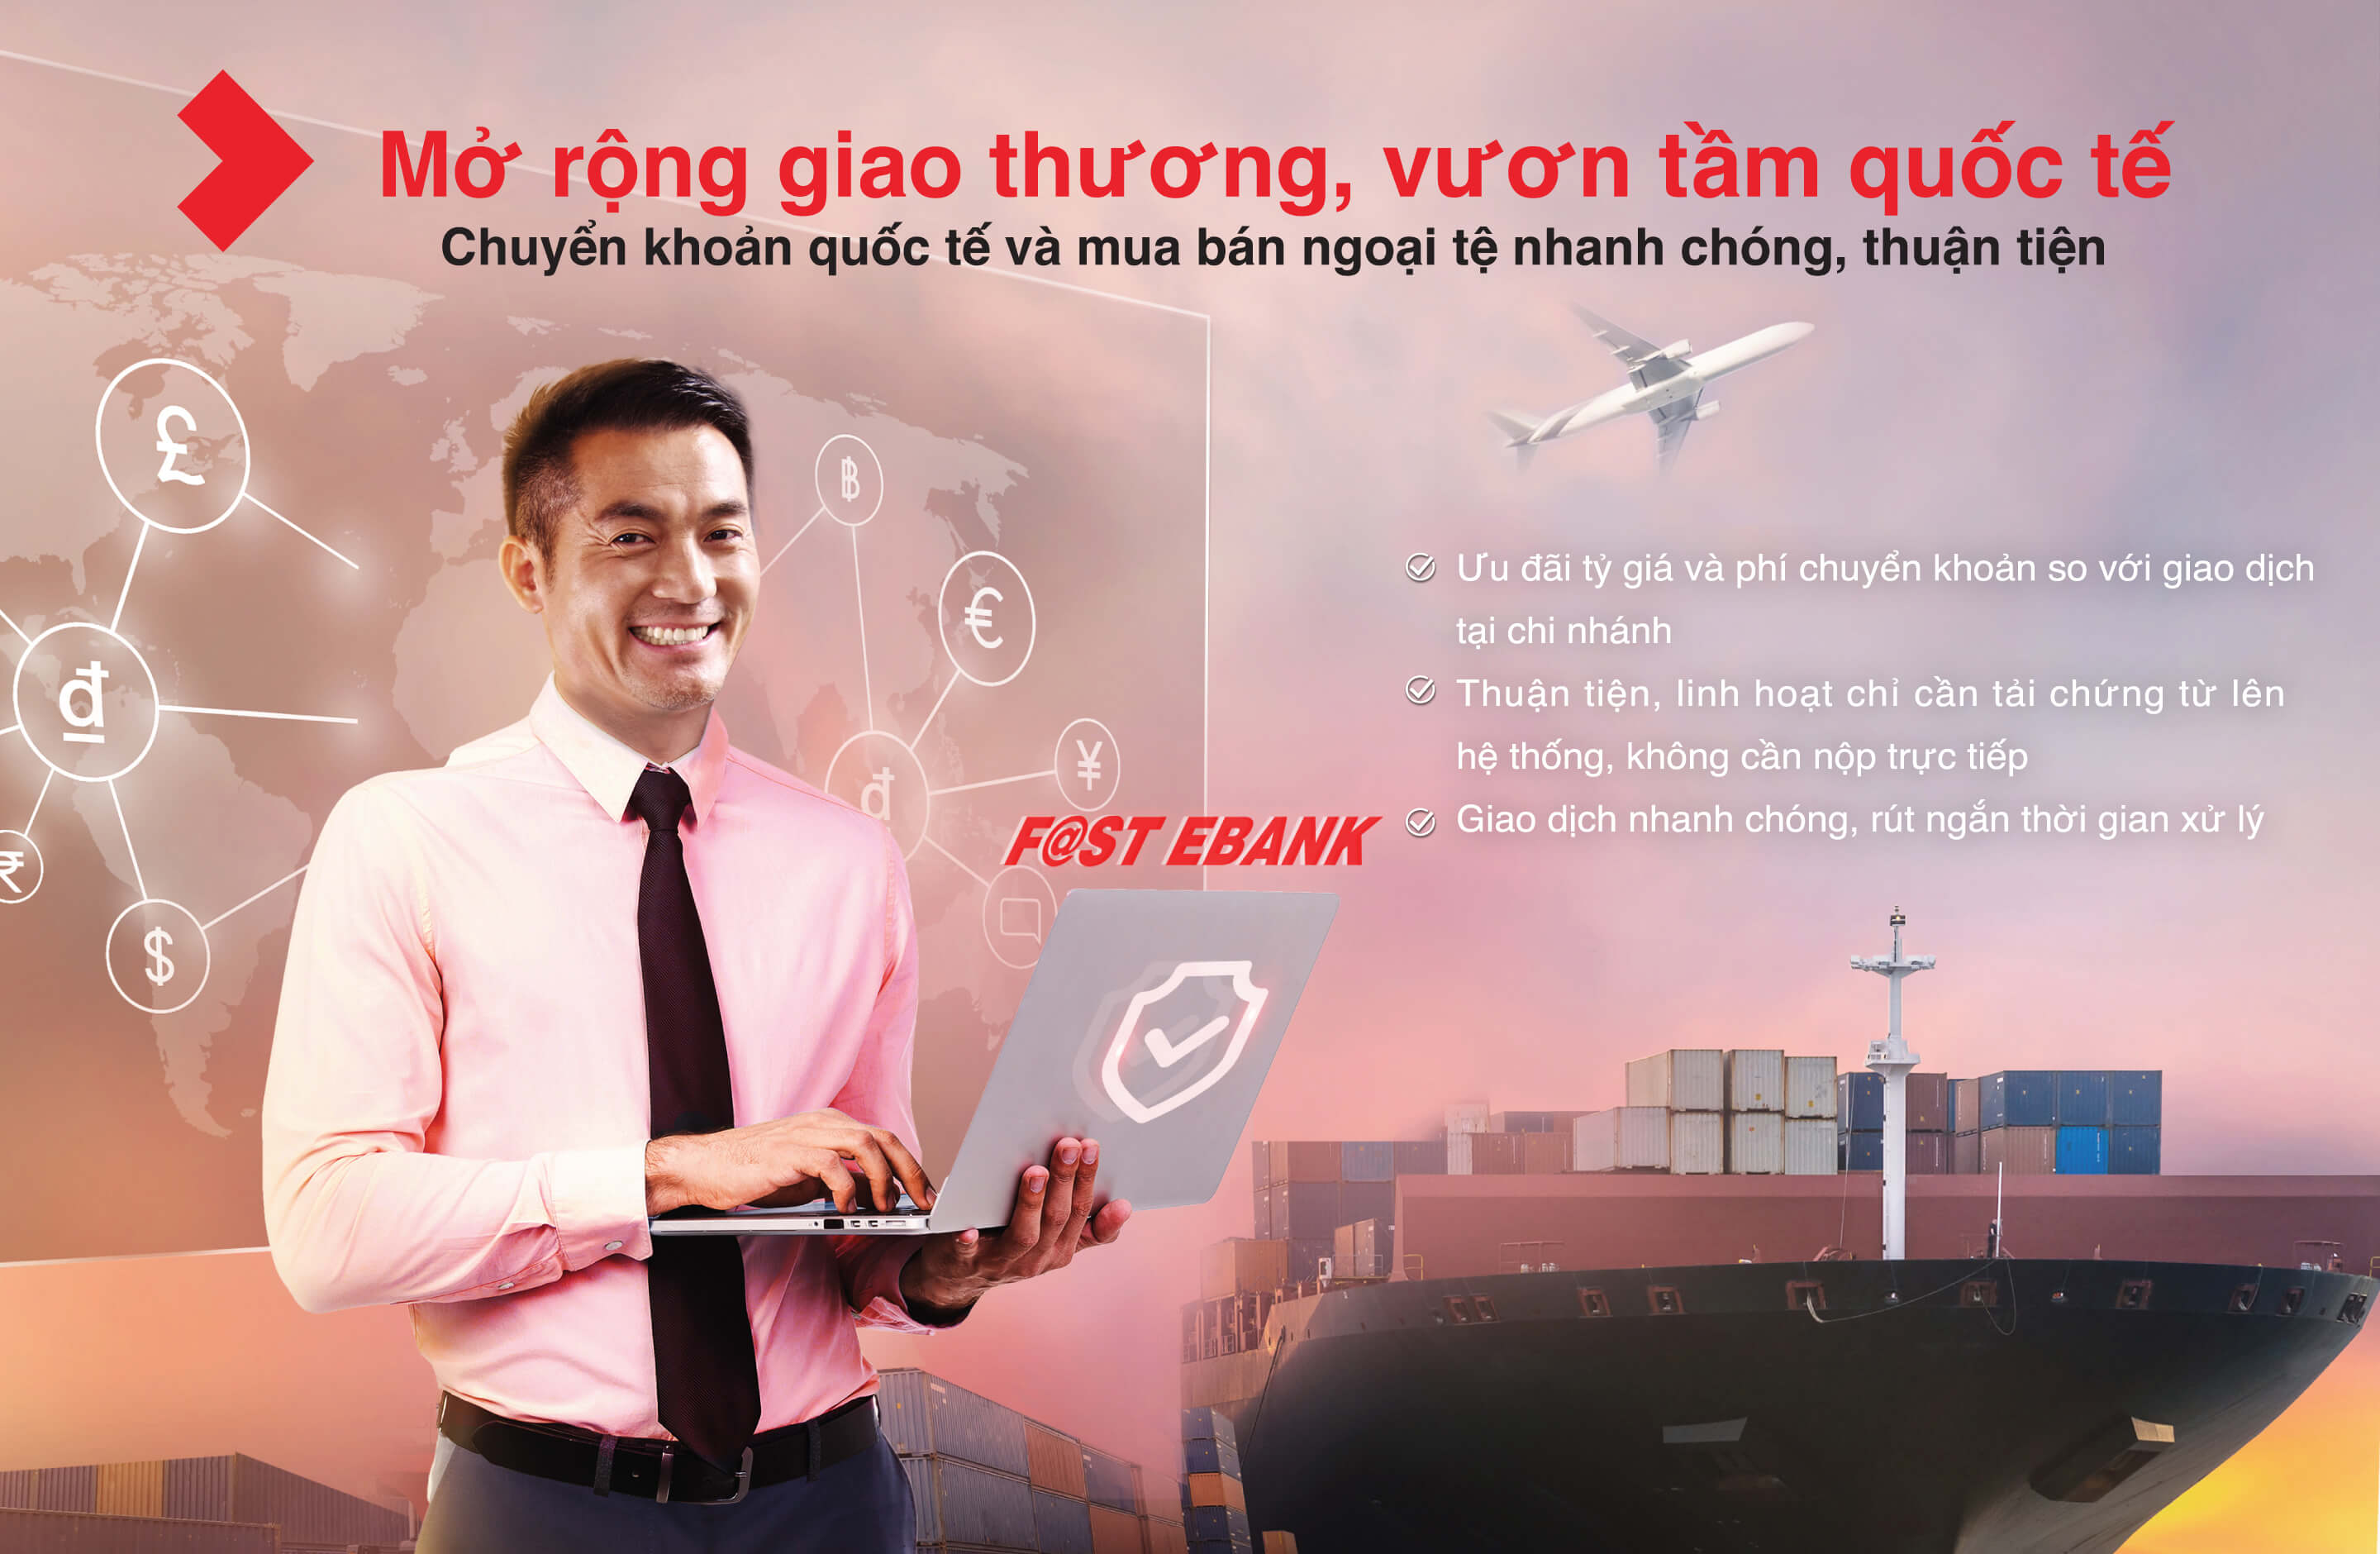 Mở rộng giao thương, vươn tầm quốc tế
Chuyển khoản quốc tế và mua bán ngoại tệ nhanh chóng, thuận tiện
£
฿
€
Ưu đãi tỷ giá và phí chuyển khoản so với giao dịch
tại chi nhánh
Thuận tiện, linh hoạt chỉ cần tải chứng từ lên
hệ thống, không cần nộp trực tiếp
Giao dịch nhanh chóng, rút ngắn thời gian xử lý
₫
đ
¥
F@ST EBANK
₹
$